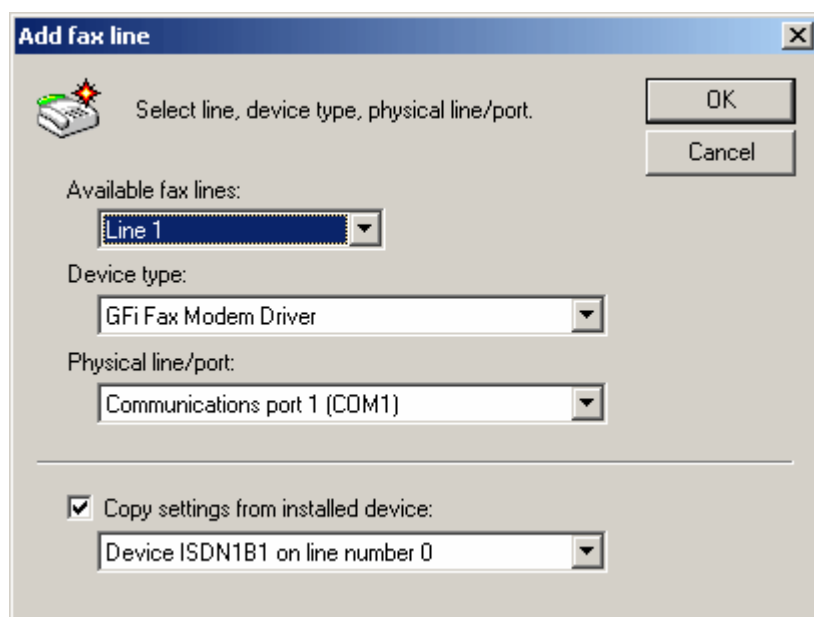 Add fax line
Select line, device type, physical line/port.
OK
Cancel
Available fax lines:
Line 1
Device type:
GFi Fax Modem Driver
Physical line/port:
Communications port 1 (COM1)
Copy settings from installed device:
Device ISDN1B1 on line number 0